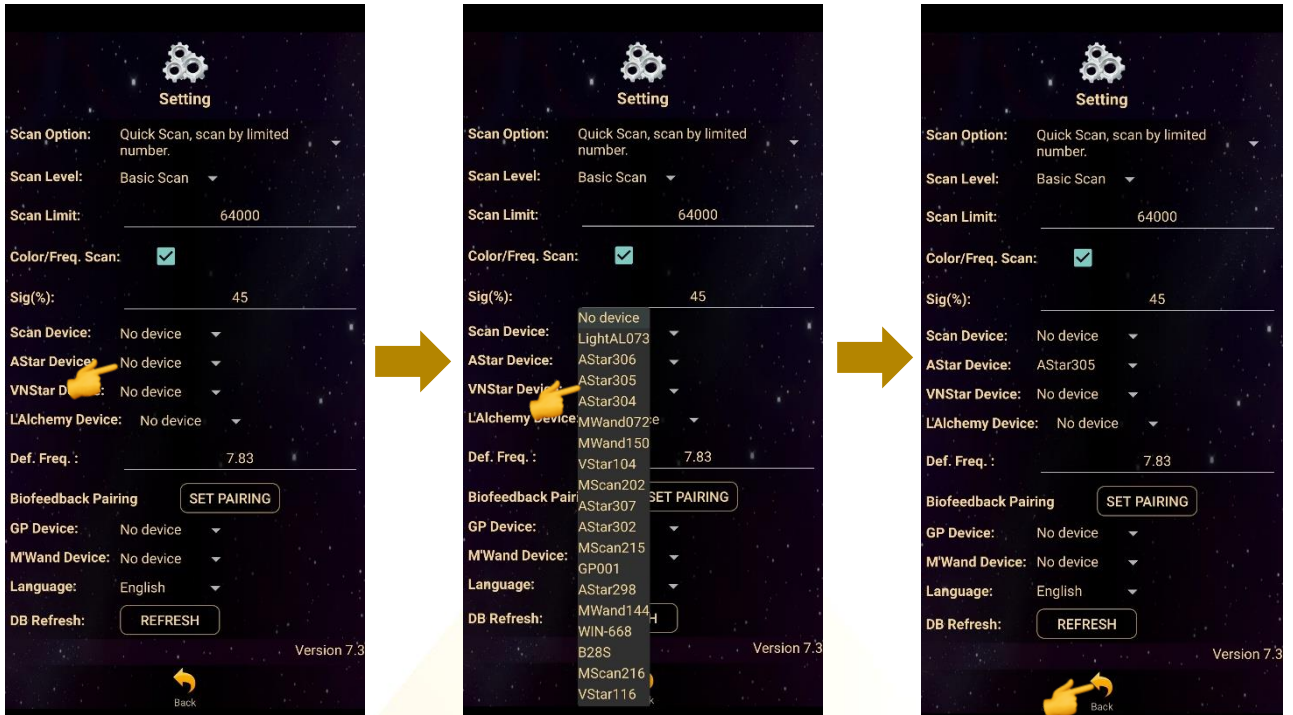 Setting
Scan Option: Quick Scan, scan by limited
number.
Scan Level: Basic Scan
Scan Limit: 64000
Color/Freq. Scan:
Sig(%): 45
Scan Device: No device
AStar Device: No device
VNStar D No device
L'Alchemy Device: No device
Def. Freq. : 7.83
Biofeedback Pairing SET PAIRING
GP Device: No device
M'Wand Device: No device
Language: English
DB Refresh: REFRESH
Version 7.3
Back
Setting
Scan Option: Quick Scan, scan by limited
number.
Scan Level: Basic Scan
Scan Limit: 64000
Color/Freq. Scan:
Sig(%): 45
Scan Device:
AStar Device:
VNStar Devi
L'Alchemy Device:
Def. Freq. : 7.83
Biofeedback Pairi SET PAIRING
GP Device:
M'Wand Device:
Language:
DB Refresh: H
Version 7.3
No device
LightAL073
AStar306
AStar305
AStar304
MWand072
MWand150
VStar104
MScan202
AStar307
AStar302
MScan215
GP001
AStar298
MWand144
WIN-668
B28S
MScan216
VStar116
Setting
Scan Option: Quick Scan, scan by limited
number.
Scan Level: Basic Scan
Scan Limit: 64000
Color/Freq. Scan:
Sig(%): 45
Scan Device: No device
AStar Device: AStar305
VNStar Device: No device
L'Alchemy Device: No device
Def. Freq. : 7.83
Biofeedback Pairing SET PAIRING
GP Device: No device
M'Wand Device: No device
Language: English
DB Refresh: REFRESH
Version 7.3
Back